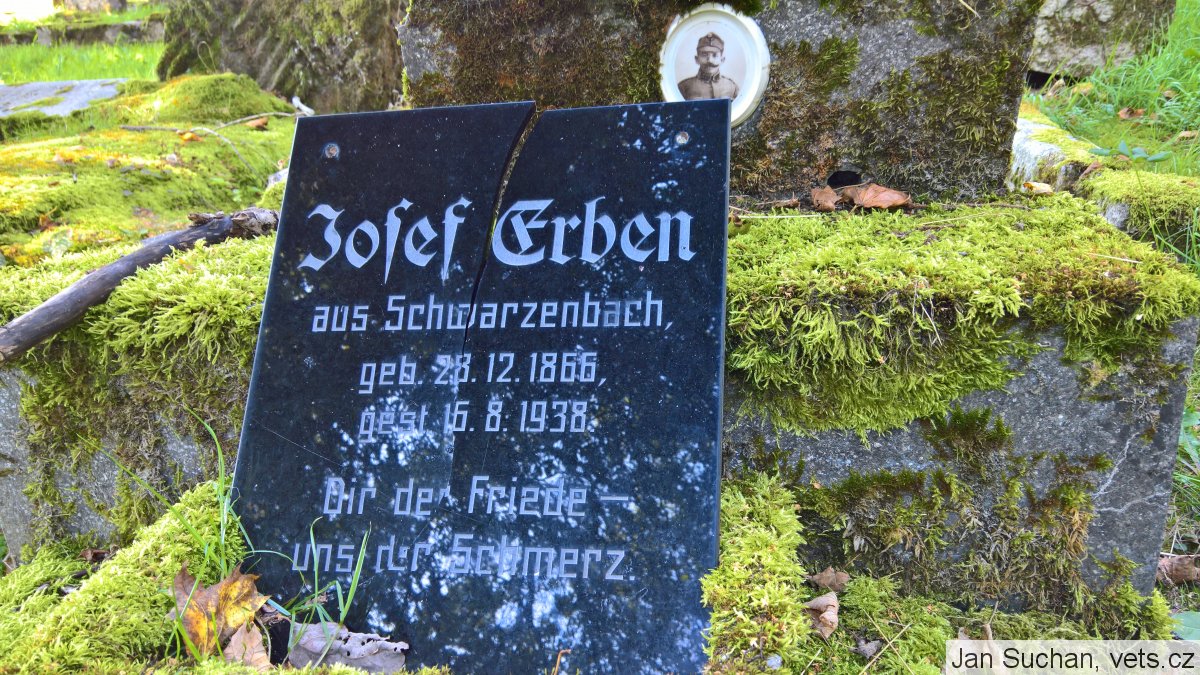 Josef Erben
aus Schwarzenbach,
geb. 28. 12. 1866,
gest 16. 8. 1938.
Dir der Friede –
uns der Schmerz.
Jan Suchan, vets.cz